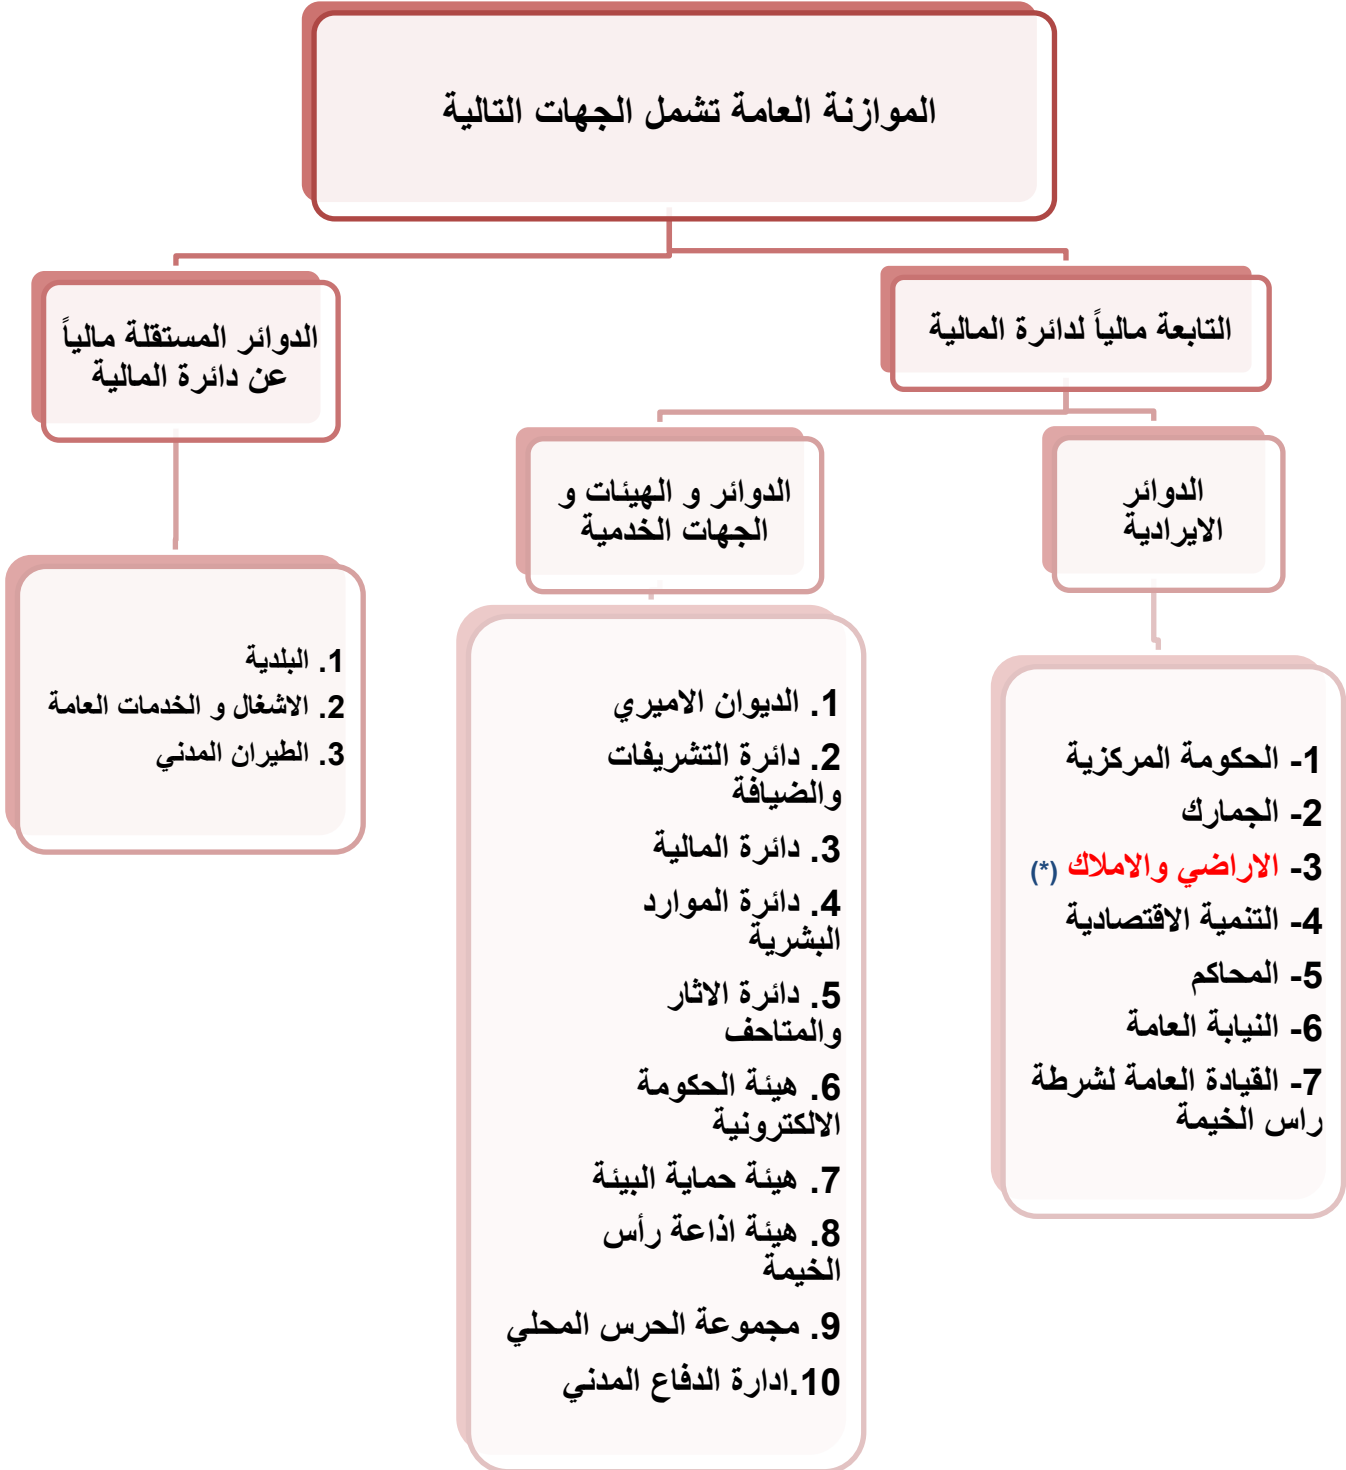 الموازنة العامة تشمل الجهات التالية
التابعة مالياً لدائرة المالية
الدوائر المستقلة مالياً
عن دائرة المالية
الدوائر
الايرادية
الدوائر و الهيئات و
الجهات الخدمية
1- الحكومة المركزية
2- الجمارك
3- الاراضي والاملاك (*)
4- التنمية الاقتصادية
5- المحاكم
6- النيابة العامة
7- القيادة العامة لشرطة
راس الخيمة
1. الديوان الاميري
2. دائرة التشريفات
والضيافة
3. دائرة المالية
4. دائرة الموارد
البشرية
5. دائرة الاثار
والمتاحف
6. هيئة الحكومة
الالكترونية
7. هيئة حماية البيئة
8. هيئة اذاعة رأس
الخيمة
9. مجموعة الحرس المحلي
10.ادارة الدفاع المدني
1. البلدية
2. الاشغال و الخدمات العامة
3. الطيران المدني